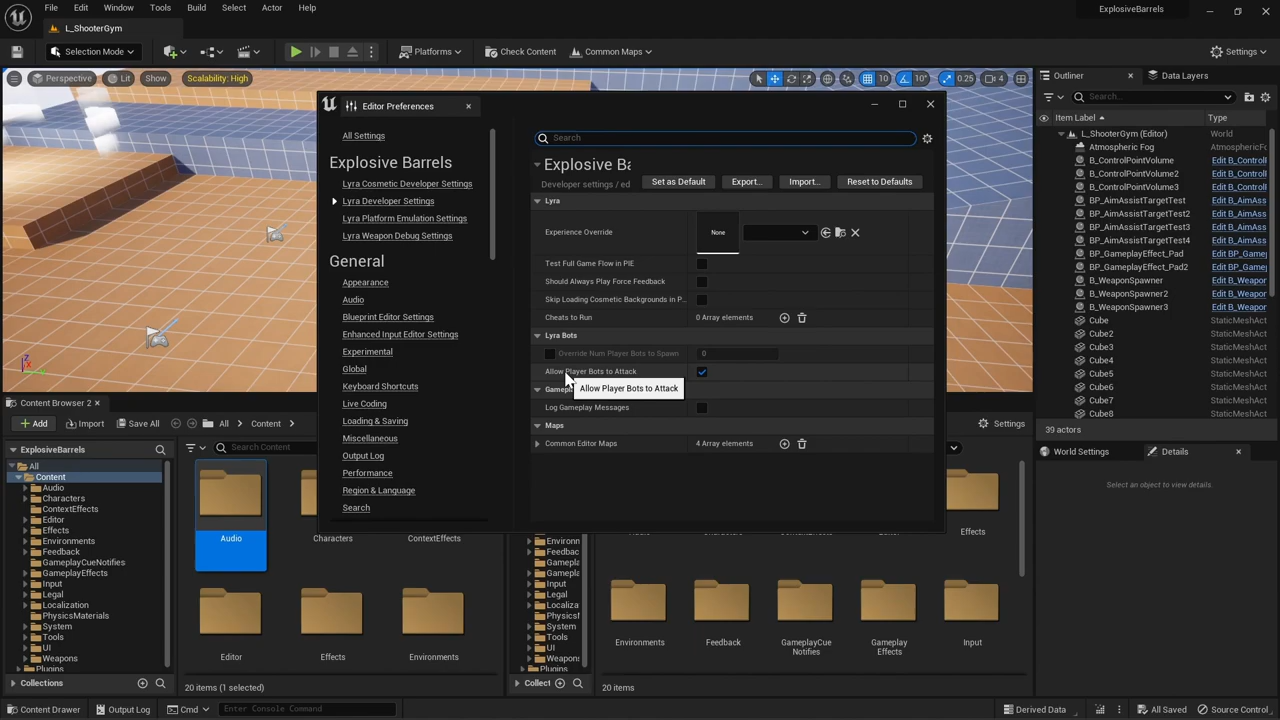 File Edit Window Tools Build Select Actor Help
ExplosiveBarrels
L_ShooterGym
Selection Mode
Platforms
Check Content
Common Maps
Settings
Perspective
Lit
Show
Scalability: High
10
10°
0.25
4
Editor Preferences
All Settings
Explosive Barrels
Lyra Cosmetic Developer Settings
Lyra Developer Settings
Lyra Platform Emulation Settings
Lyra Weapon Debug Settings
General
Appearance
Audio
Blueprint Editor Settings
Enhanced Input Editor Settings
Experimental
Global
Keyboard Shortcuts
Live Coding
Loading & Saving
Miscellaneous
Output Log
Performance
Region & Language
Search
Search
Explosive Ba
Developer settings / ed
Set as Default
Export...
Import...
Reset to Defaults
Lyra
Experience Override
None
Test Full Game Flow in PIE
Should Always Play Force Feedback
Skip Loading Cosmetic Backgrounds in P...
Cheats to Run
0 Array elements
Lyra Bots
Override Num Player Bots to Spawn
0
Allow Player Bots to Attack
Allow Player Bots to Attack
Log Gameplay Messages
Maps
Common Editor Maps
4 Array elements
Outliner
Data Layers
Search...
Item Label
Type
L_ShooterGym (Editor) World
Atmospheric Fog AtmosphericFo
B_ControlPointVolume Edit B_Controll
B_ControlPointVolume2 Edit B_Controll
B_ControlPointVolume3 Edit B_Controll
BP_AimAssistTargetTest Edit B_AimAss
BP_AimAssistTargetTest2 Edit B_AimAss
BP_AimAssistTargetTest3 Edit B_AimAss
BP_AimAssistTargetTest4 Edit B_AimAss
BP_GameplayEffect_Pad Edit BP_Game
BP_GameplayEffect_Pad2 Edit BP_Game
B_WeaponSpawner Edit B_Weapor
B_WeaponSpawner2 Edit B_Weapor
B_WeaponSpawner3 Edit B_Weapor
Cube StaticMeshAct
Cube2 StaticMeshAct
Cube3 StaticMeshAct
Cube4 StaticMeshAct
Cube5 StaticMeshAct
Cube6 StaticMeshAct
Cube7 StaticMeshAct
Cube8 StaticMeshAct
39 actors
World Settings
Details
Select an object to view details.
Content Browser 2
Add
Import
Save All
All
Content
Settings
ExplosiveBarrels
All
Content
Audio
Characters
ContextEffects
Editor
Effects
Environments
Feedback
GameplayCueNotifies
GameplayEffects
Input
Legal
Localization
PhysicsMaterials
System
Tools
UI
Weapons
Plugins
Collections
Search Content
Audio
Characters
ContextEffects
Editor
Effects
Environments
20 items (1 selected)
Environn
Feedback
Gamepla
Gamepla
Input
Legal
Localizat
PhysicsM
System
Tools
UI
Weapons
Plugins
Collect
Effects
Environments
Feedback
GameplayCue
Notifies
Gameplay
Effects
Input
20 items
Content Drawer
Output Log
Cmd
Enter Console Command
Derived Data
All Saved
Source Control